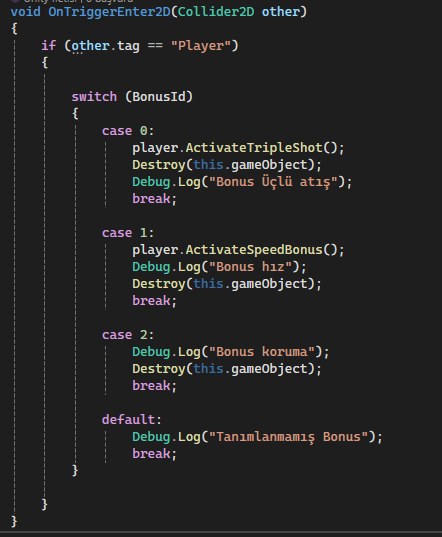 void OnTriggerEnter2D(Collider2D other)
{
if (other.tag == "Player")
{
switch (BonusId)
{
case 0:
player.ActivateTripleShot();
Destroy(this.gameObject);
Debug.Log("Bonus Üçlü atış");
break;
case 1:
player.ActivateSpeedBonus();
Debug.Log("Bonus hız");
Destroy(this.gameObject);
break;
case 2:
Debug.Log("Bonus koruma");
Destroy(this.gameObject);
break;
default:
Debug.Log("Tanımlanmamış Bonus");
break;
}
}
}